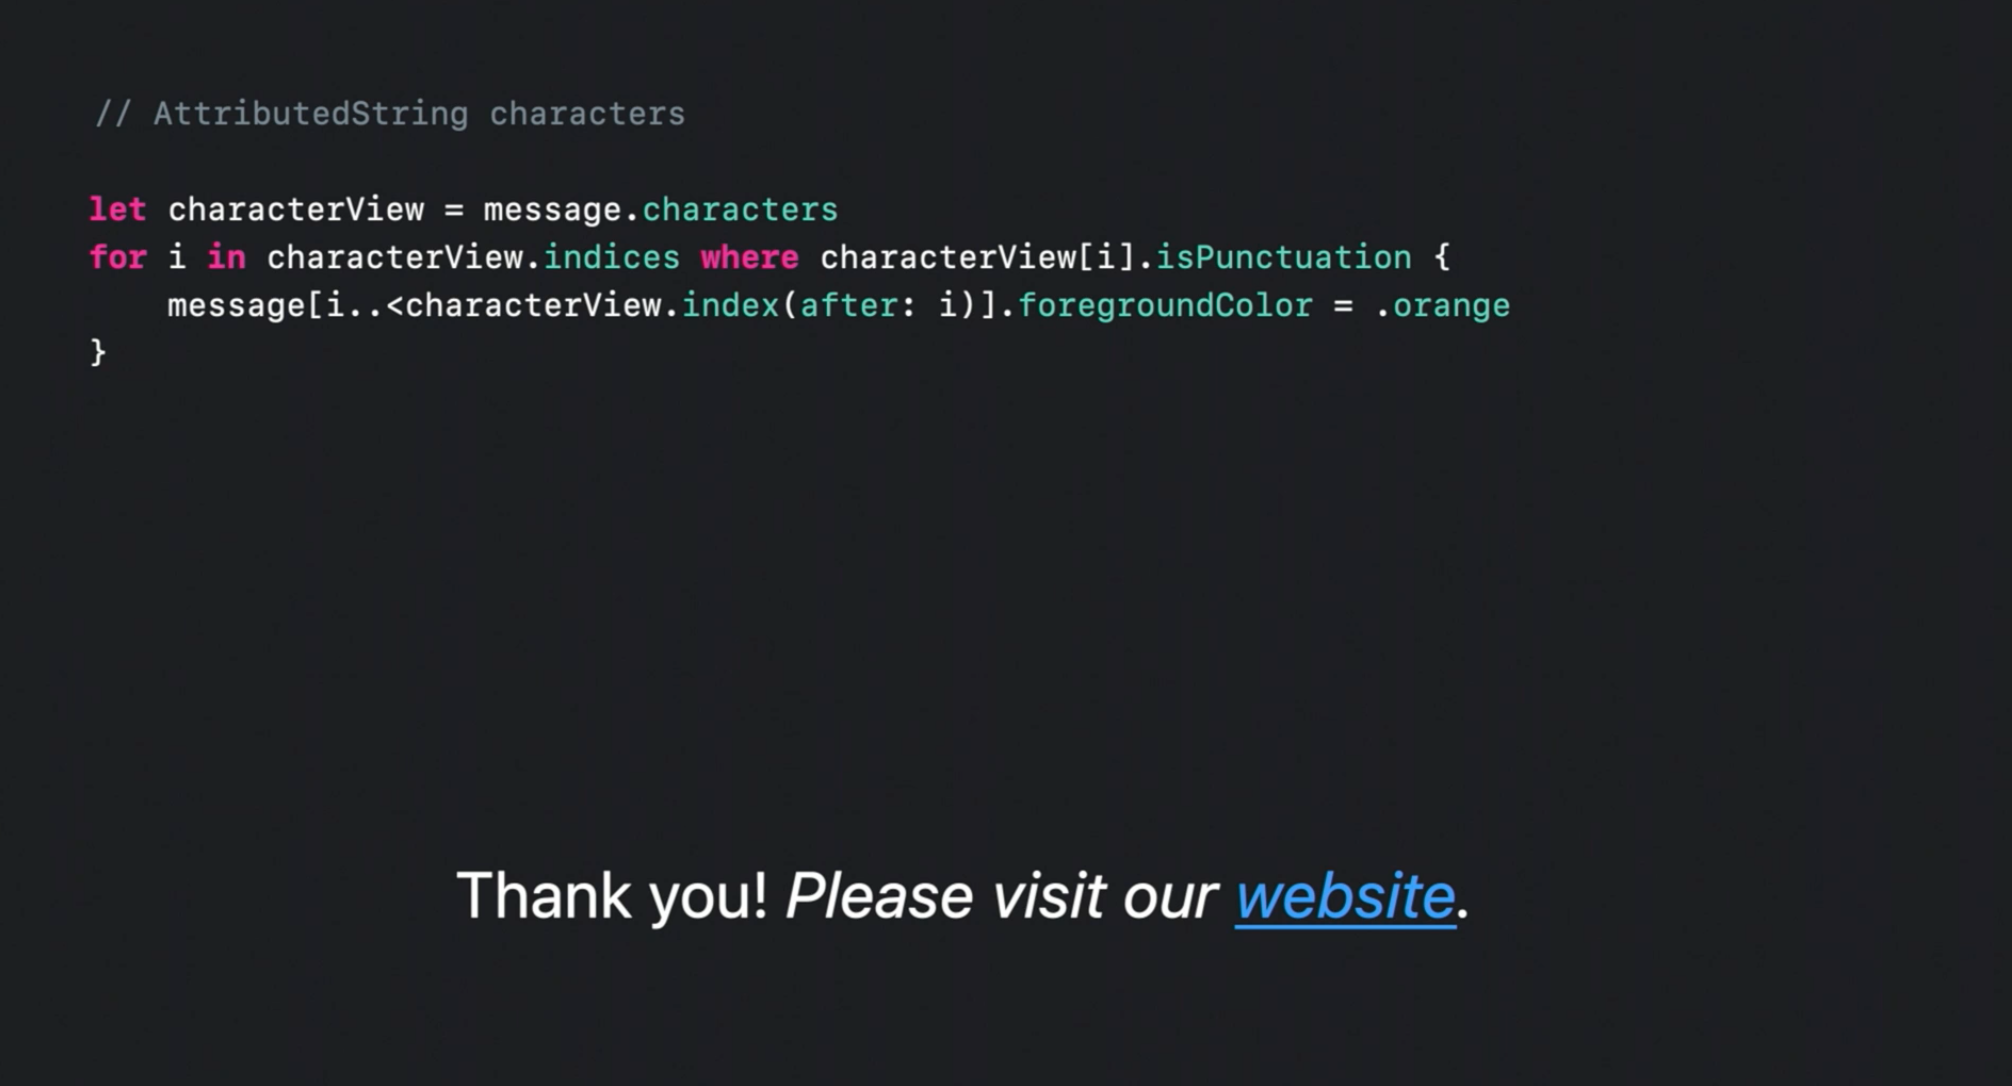 // AttributedString characters
let characterView = message.characters
for i in characterView.indices where characterView[i].isPunctuation {
    message[i..<characterView.index(after: i)].foregroundColor = .orange
}
Thank you! Please visit our website.